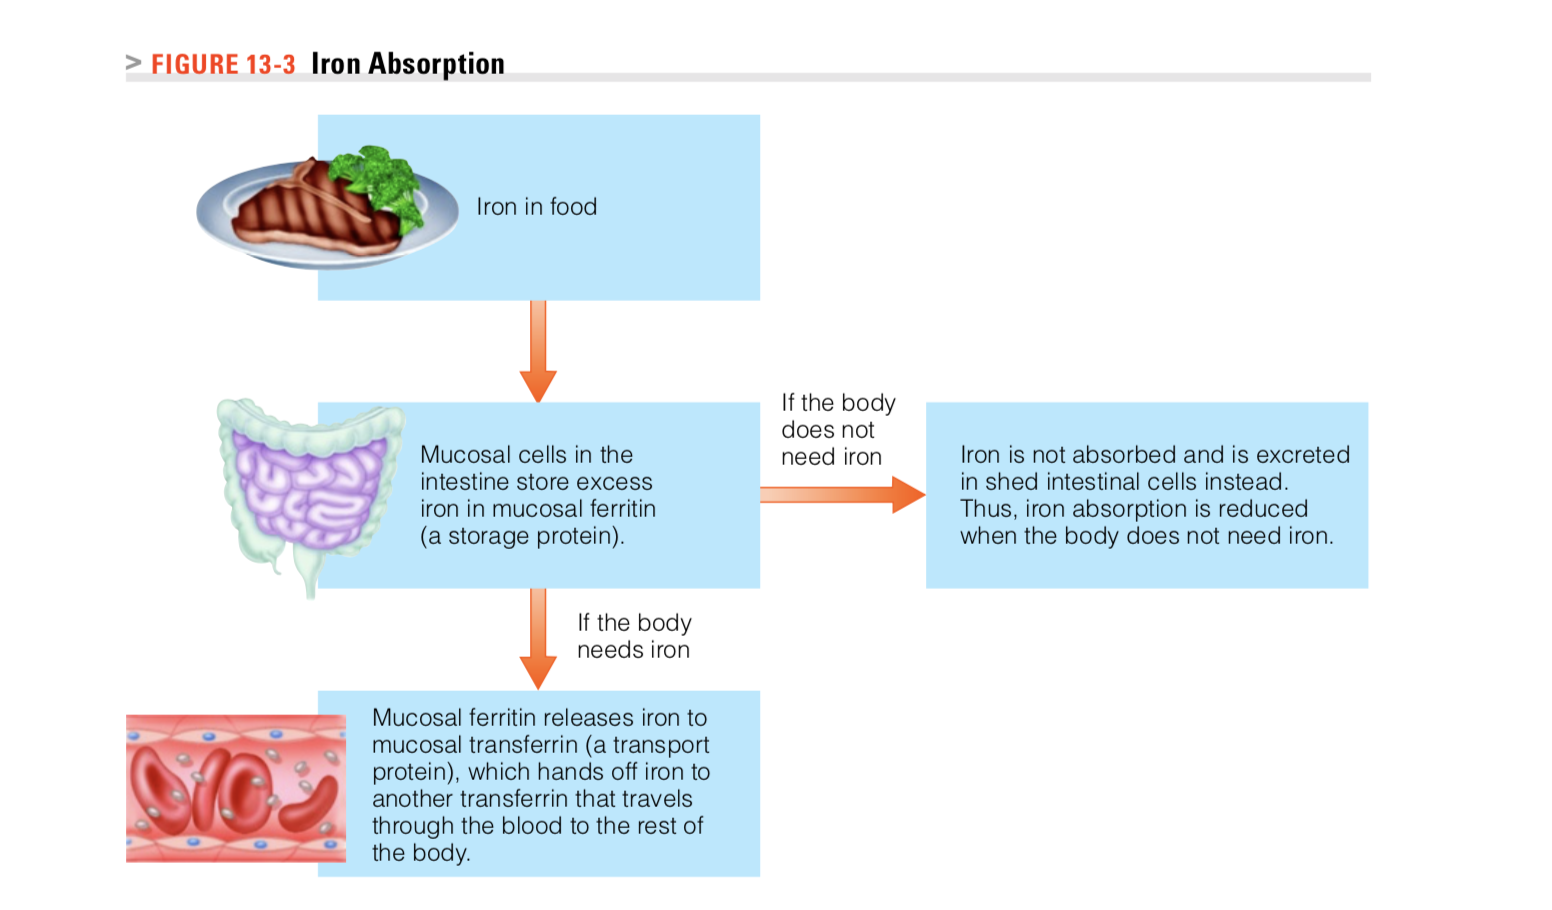 > FIGURE 13-3 Iron Absorption
Iron in food
Mucosal cells in the
intestine store excess
iron in mucosal ferritin
(a storage protein).
If the body
does not
need iron
Iron is not absorbed and is excreted
in shed intestinal cells instead.
Thus, iron absorption is reduced
when the body does not need iron.
If the body
needs iron
Mucosal ferritin releases iron to
mucosal transferrin (a transport
protein), which hands off iron to
another transferrin that travels
through the blood to the rest of
the body.